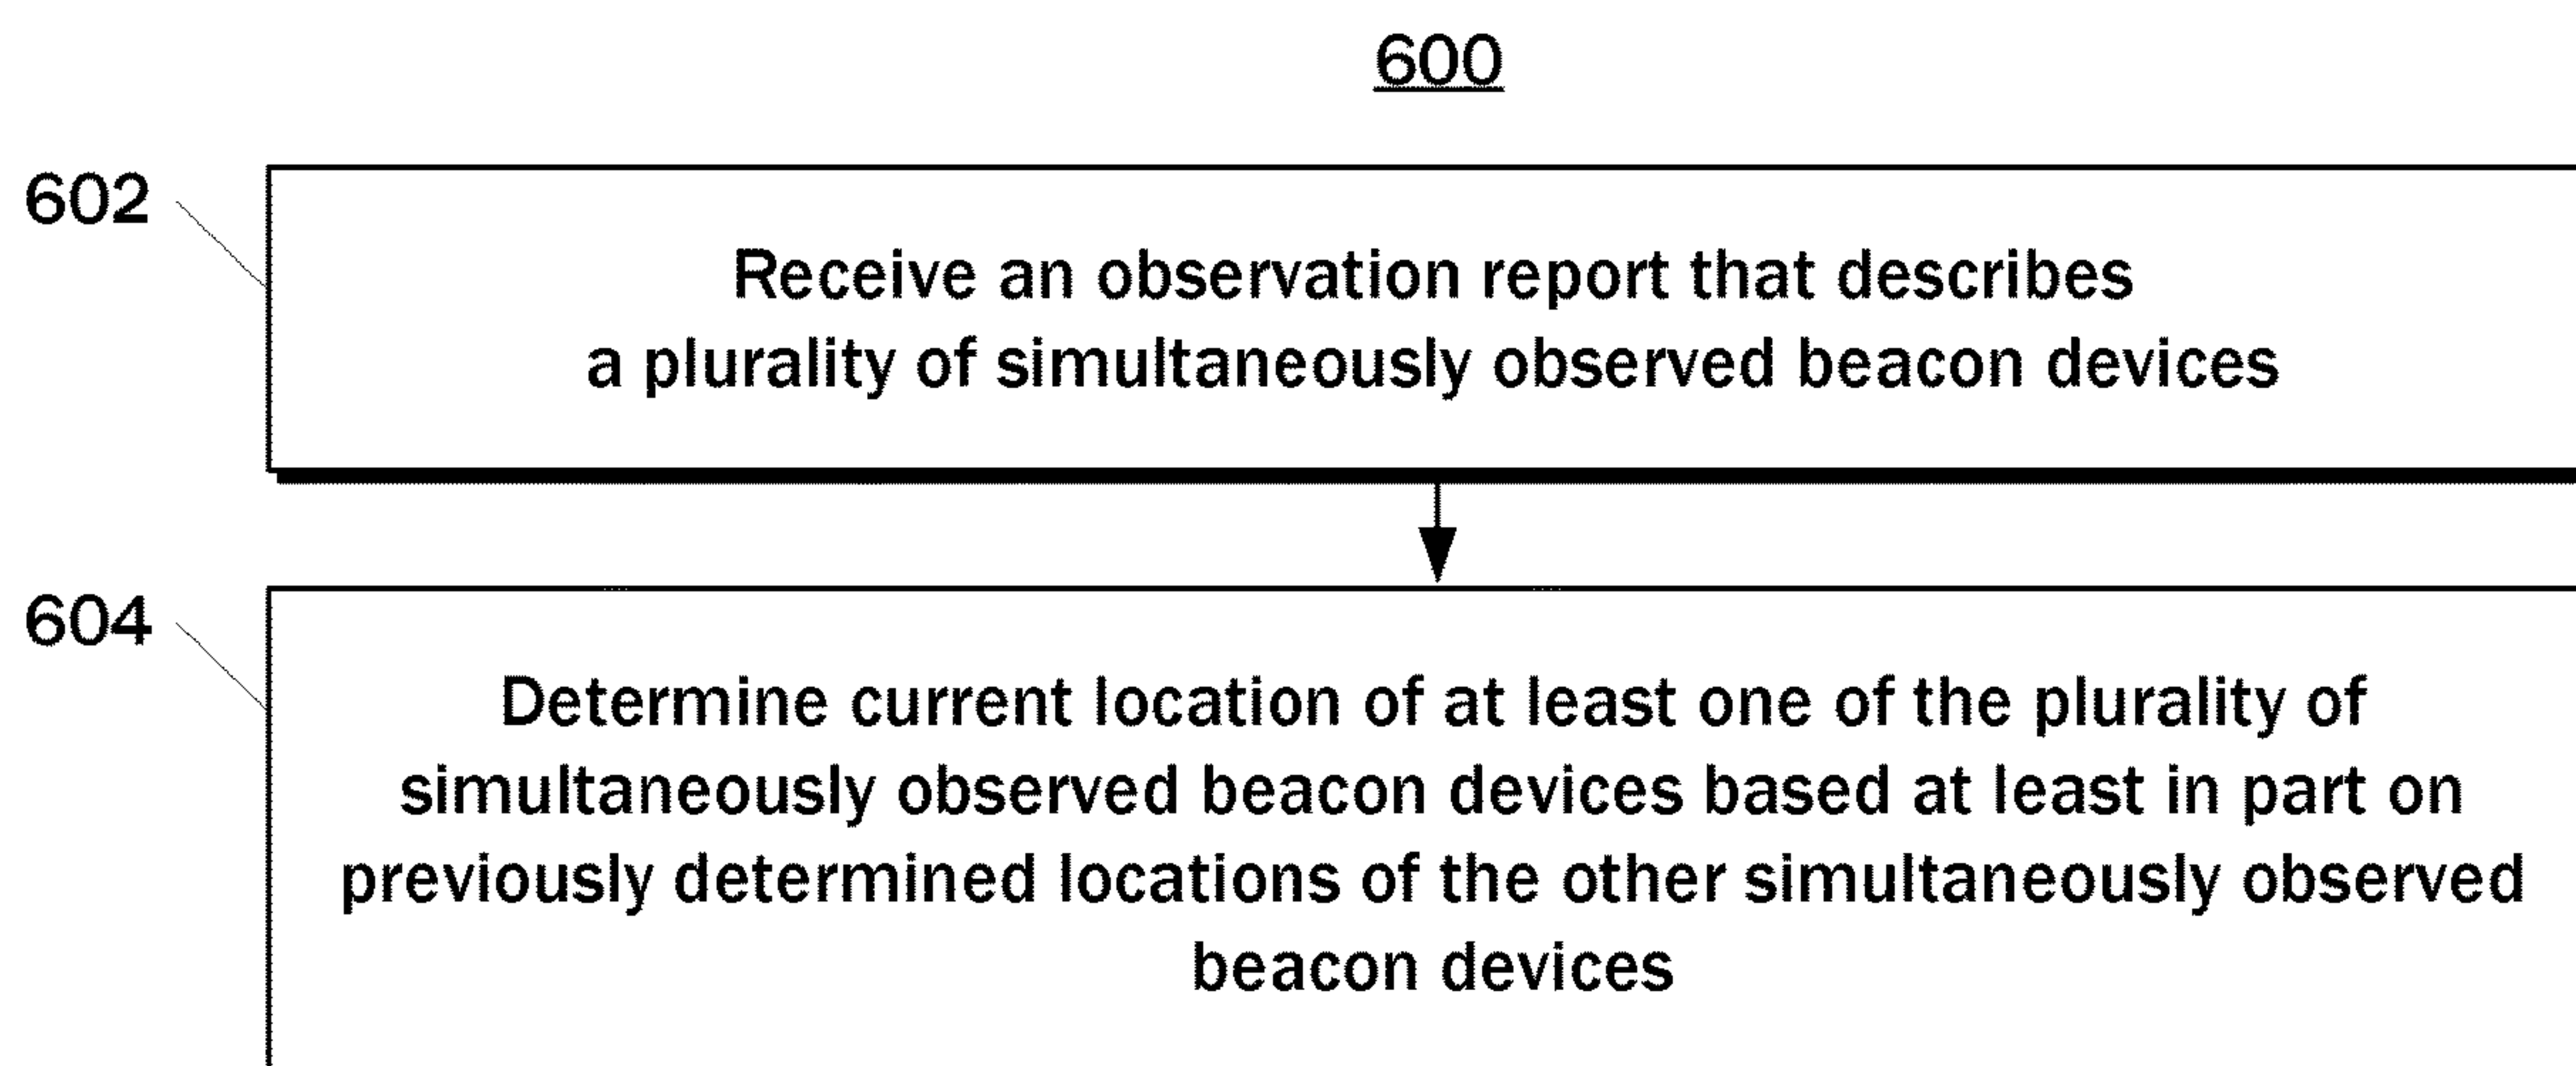 600
602
Receive an observation report that describes
a plurality of simultaneously observed beacon devices
604
Determine current location of at least one of the plurality of
simultaneously observed beacon devices based at least in part on
previously determined locations of the other simultaneously observed
beacon devices